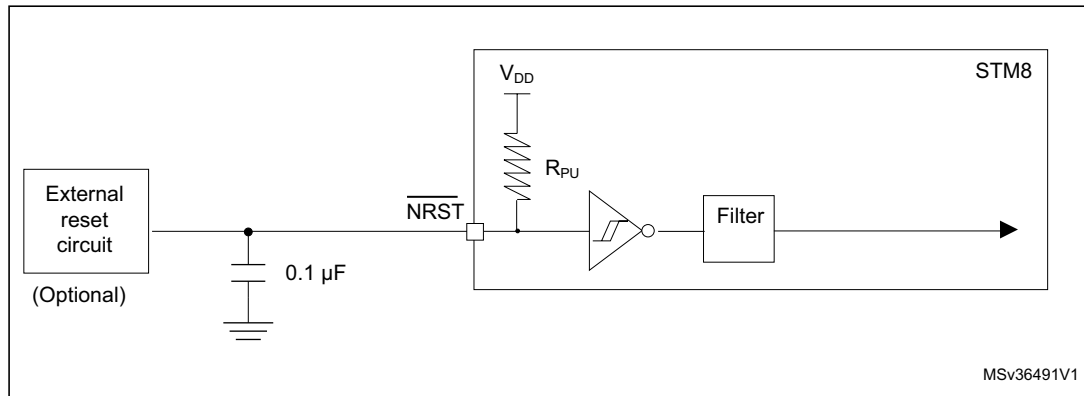 STM8
V_DD
R_PU
External
reset
circuit
(Optional)
NRST
Filter
0.1 µF
MSv36491V1